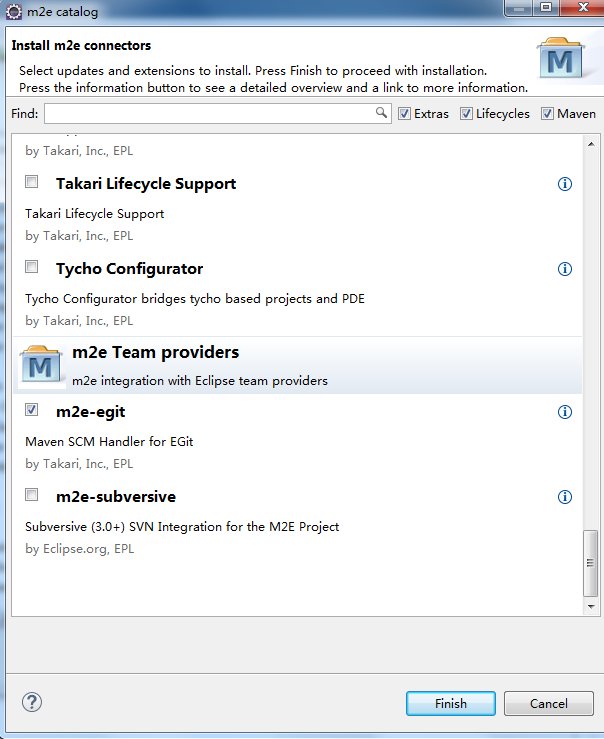 m2e catalog
Install m2e connectors
Select updates and extensions to install. Press Finish to proceed with installation.
Press the information button to see a detailed overview and a link to more information.
Find: Extras Lifecycles Maven
by Takari, Inc., EPL
Takari Lifecycle Support
Takari Lifecycle Support
by Takari, Inc., EPL
Tycho Configurator
Tycho Configurator bridges tycho based projects and PDE
by Takari, Inc., EPL
M m2e Team providers
m2e integration with Eclipse team providers
m2e-egit
Maven SCM Handler for EGit
by Takari, Inc., EPL
m2e-subversive
Subversive (3.0+) SVN Integration for the M2E Project
by Eclipse.org, EPL
Finish Cancel